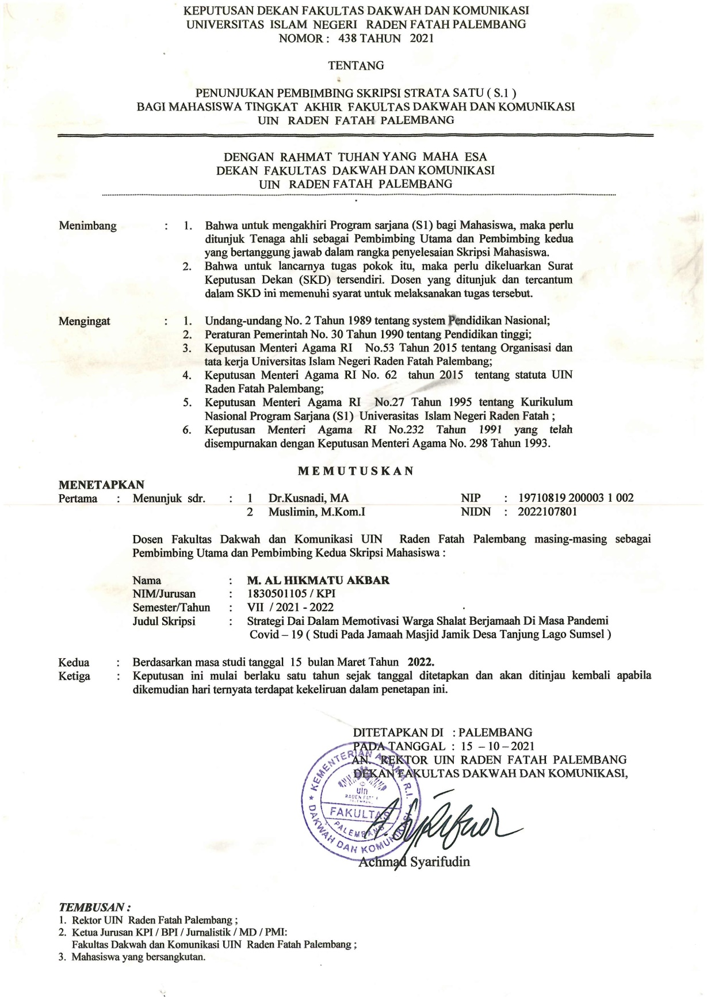 KEPUTUSAN DEKAN FAKULTAS DAKWAH DAN KOMUNIKASI
UNIVERSITAS ISLAM NEGERI RADEN FATAH PALEMBANG
NOMOR : 438 TAHUN 2021
TENTANG
PENUNJUKAN PEMBIMBING SKRIPSI STRATA SATU ( S.1 )
BAGI MAHASISWA TINGKAT AKHIR FAKULTAS DAKWAH DAN KOMUNIKASI
UIN RADEN FATAH PALEMBANG
DENGAN RAHMAT TUHAN YANG MAHA ESA
DEKAN FAKULTAS DAKWAH DAN KOMUNIKASI
UIN RADEN FATAH PALEMBANG
Menimbang : 1. Bahwa untuk mengakhiri Program sarjana (S1) bagi Mahasiswa, maka perlu
ditunjuk Tenaga ahli sebagai Pembimbing Utama dan Pembimbing kedua
yang bertanggung jawab dalam rangka penyelesaian Skripsi Mahasiswa.
2. Bahwa untuk lancarnya tugas pokok itu, maka perlu dikeluarkan Surat
Keputusan Dekan (SKD) tersendiri. Dosen yang ditunjuk dan tercantum
dalam SKD ini memenuhi syarat untuk melaksanakan tugas tersebut.
Mengingat : 1. Undang-undang No. 2 Tahun 1989 tentang system Pendidikan Nasional;
2. Peraturan Pemerintah No. 30 Tahun 1990 tentang Pendidikan tinggi;
3. Keputusan Menteri Agama RI No.53 Tahun 2015 tentang Organisasi dan
tata kerja Universitas Islam Negeri Raden Fatah Palembang;
4. Keputusan Menteri Agama RI No. 62 tahun 2015 tentang statuta UIN
Raden Fatah Palembang;
5. Keputusan Menteri Agama RI No.27 Tahun 1995 tentang Kurikulum
Nasional Program Sarjana (S1) Univerasitas Islam Negeri Raden Fatah ;
6. Keputusan Menteri Agama RI No.232 Tahun 1991 yang telah
disempurnakan dengan Keputusan Menteri Agama No. 298 Tahun 1993.
M E M U T U S K A N
MENETAPKAN
Pertama : Menunjuk sdr. : 1 Dr.Kusnadi, MA NIP : 19710819 200003 1 002
2 Muslimin, M.Kom.I NIDN : 2022107801
Dosen Fakultas Dakwah dan Komunikasi UIN Raden Fatah Palembang masing-masing sebagai
Pembimbing Utama dan Pembimbing Kedua Skripsi Mahasiswa :
Nama : M. AL HIKMATU AKBAR
NIM/Jurusan : 1830501105 / KPI
Semester/Tahun : VII / 2021 - 2022
Judul Skripsi : Strategi Dai Dalam Memotivasi Warga Shalat Berjamaah Di Masa Pandemi
Covid – 19 ( Studi Pada Jamaah Masjid Jamik Desa Tanjung Lago Sumsel )
Kedua : Berdasarkan masa studi tanggal 15 bulan Maret Tahun 2022.
Ketiga : Keputusan ini mulai berlaku satu tahun sejak tanggal ditetapkan dan akan ditinjau kembali apabila
dikemudian hari ternyata terdapat kekeliruan dalam penetapan ini.
DITETAPKAN DI : PALEMBANG
PADA TANGGAL : 15 – 10 – 2021
AN. REKTOR UIN RADEN FATAH PALEMBANG
DEKAN FAKULTAS DAKWAH DAN KOMUNIKASI,
KEMENTERIAN AGAMA R.I.
uin
RADEN FATAH
FAKULTAS
PALEMBANG
DAKWAH DAN KOMUNIKASI
Achmad Syarifudin
TEMBUSAN :
1. Rektor UIN Raden Fatah Palembang ;
2. Ketua Jurusan KPI / BPI / Jurnalistik / MD / PMI:
Fakultas Dakwah dan Komunikasi UIN Raden Fatah Palembang ;
3. Mahasiswa yang bersangkutan.